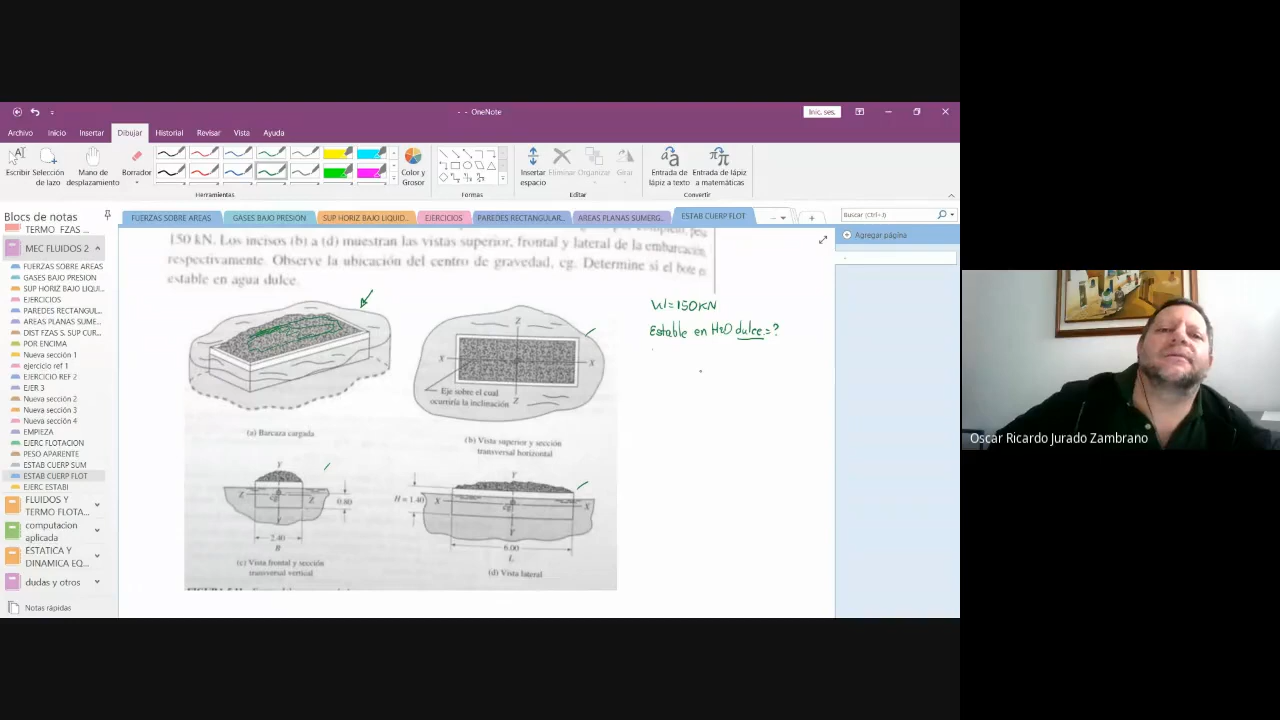 - - OneNote
Inic. ses.
Archivo
Inicio
Insertar
Dibujar
Historial
Revisar
Vista
Ayuda
Escribir
Selección de lazo
Mano de desplazamiento
Borrador
Color y Grosor
Insertar espacio
Eliminar
Organizar
Girar
Entrada de lápiz a texto
Entrada de lápiz a matemáticas
Herramientas
Formas
Editar
Convertir
Blocs de notas
FUERZAS SOBRE AREAS
GASES BAJO PRESION
SUP HORIZ BAJO LIQUID...
EJERCICIOS
PAREDES RECTANGULAR...
AREAS PLANAS SUMERG...
ESTAB CUERP FLOT
Buscar (Ctrl+J)
Agregar página
TERMO FZAS
MEC FLUIDOS 2
FUERZAS SOBRE AREAS
GASES BAJO PRESION
SUP HORIZ BAJO LIQUI...
EJERCICIOS
PAREDES RECTANGUL...
AREAS PLANAS SUME...
DIST FZAS S. SUP CUR...
POR ENCIMA
Nueva sección 1
ejercicio ref 1
EJERCICIO REF 2
EJER 3
Nueva sección 2
Nueva sección 3
Nueva sección 4
EMPIEZA
EJERC FLOTACION
PESO APARENTE
ESTAB CUERP SUM
ESTAB CUERP FLOT
EJERC ESTABI
FLUIDOS Y TERMO FLOTA...
computacion aplicada
ESTATICA Y DINAMICA EQ...
dudas y otros
Notas rápidas
150 kN. Los incisos (b) a (d) muestran las vistas superior, frontal y lateral de la embarcación,
respectivamente. Observe la ubicación del centro de gravedad, cg. Determine si el bote es
estable en agua dulce.
W=150KN
Estable en H2O dulce=?
Z
X
X
Eje sobre el cual
ocurriría la inclinación
Z
(a) Barcaza cargada
(b) Vista superior y sección
transversal horizontal
Y
Z
cg
Z
0.80
Y
2.40
B
(c) Vista frontal y sección
transversal vertical
Y
H = 1.40
X
cg
X
Y
6.00
L
(d) Vista lateral
Oscar Ricardo Jurado Zambrano